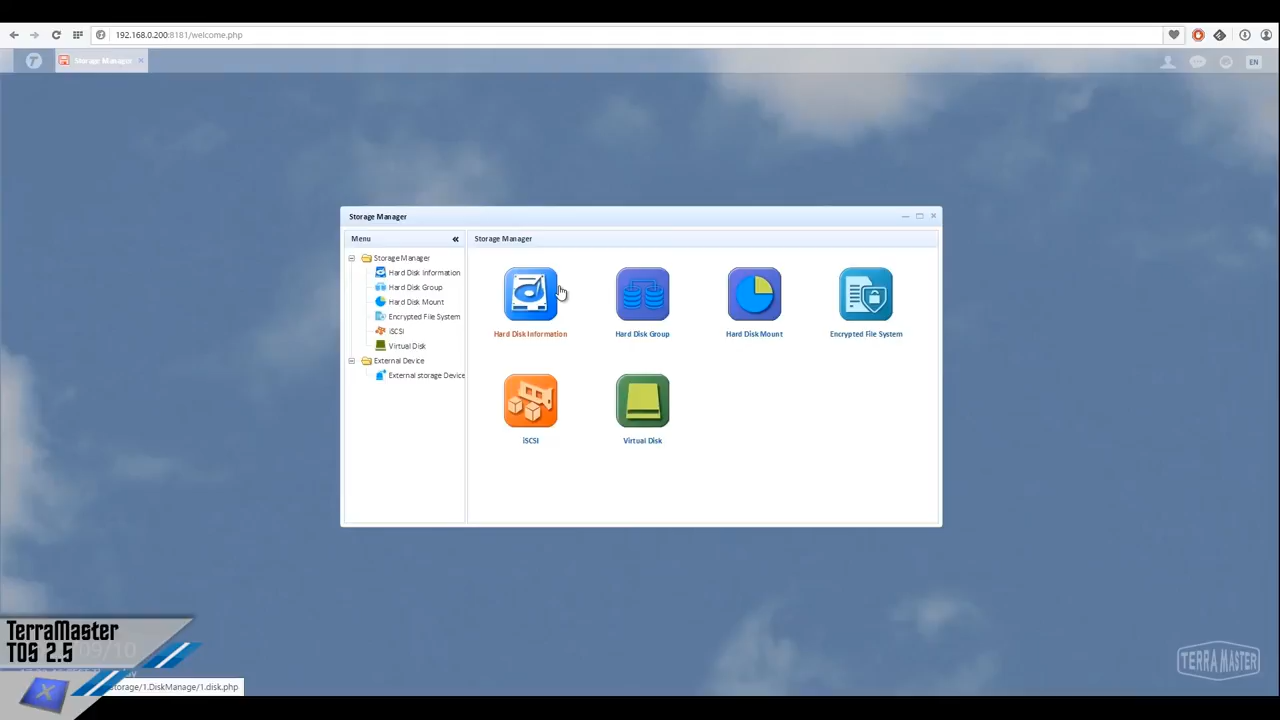 192.168.0.200:8181/welcome.php
Storage Manager
EN
Storage Manager
Menu
Storage Manager
Storage Manager
Hard Disk Information
Hard Disk Group
Hard Disk Mount
Encrypted File System
iSCSI
Virtual Disk
External Device
External storage Device
Hard Disk Information
Hard Disk Group
Hard Disk Mount
Encrypted File System
iSCSI
Virtual Disk
TerraMaster
TOS 2.5
09/10
torage/1.DiskManage/1.disk.php
TERRA MASTER